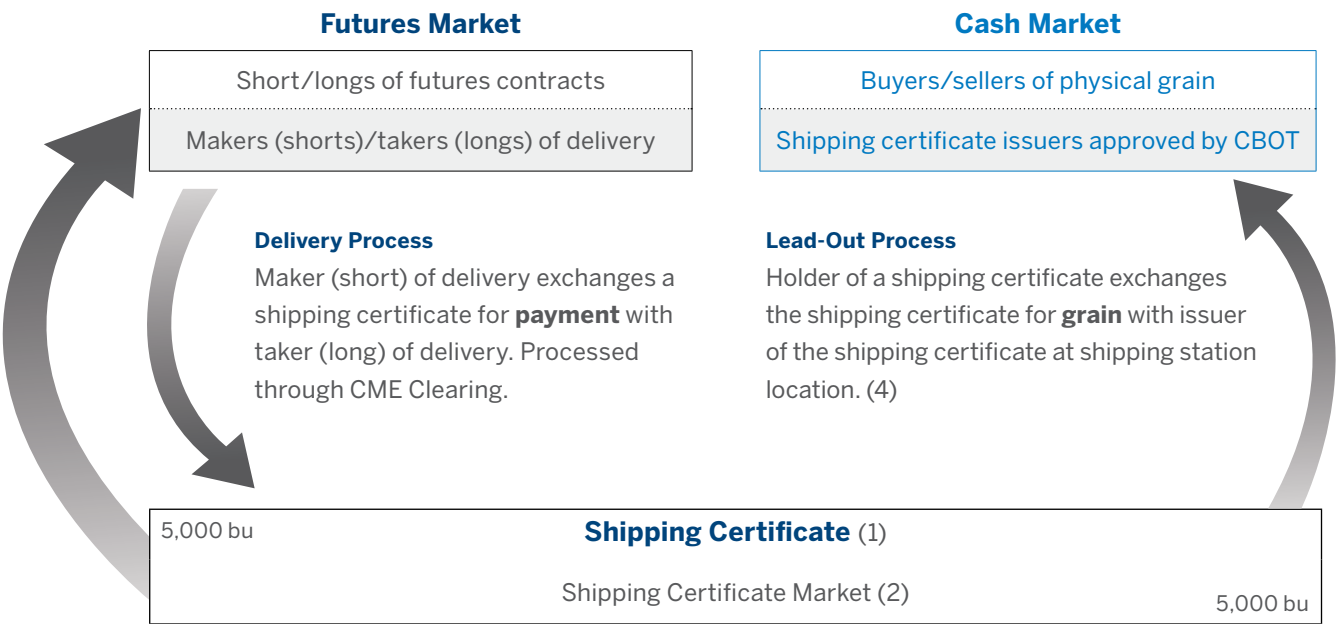 Futures Market
Short/longs of futures contracts
Makers (shorts)/takers (longs) of delivery
Cash Market
Buyers/sellers of physical grain
Shipping certificate issuers approved by CBOT
Delivery Process
Maker (short) of delivery exchanges a
shipping certificate for payment with
taker (long) of delivery. Processed
through CME Clearing.
Lead-Out Process
Holder of a shipping certificate exchanges
the shipping certificate for grain with issuer
of the shipping certificate at shipping station
location. (4)
5,000 bu
Shipping Certificate (1)
Shipping Certificate Market (2)
5,000 bu